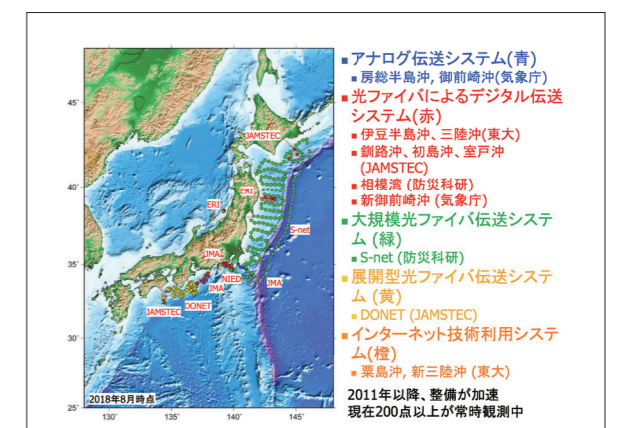 ■アナログ伝送システム(青)
■房総半島沖, 御前崎沖(気象庁)
■光ファイバによるデジタル伝送
システム(赤)
■伊豆半島沖、三陸沖(東大)
■釧路沖、初島沖、室戸沖
(JAMSTEC)
■相模湾 (防災科研)
■新御前崎沖 (気象庁)
■大規模光ファイバ伝送システ
ム (緑)
■S-net (防災科研)
■展開型光ファイバ伝送システ
ム (黄)
■DONET (JAMSTEC)
■インターネット技術利用システ
ム(橙)
■粟島沖, 新三陸沖 (東大)
2011年以降、整備が加速
現在200点以上が常時観測中
45°
40°
35°
30°
25°
130°
135°
140°
145°
JAMSTEC
ERI
ERI
S-net
JMA
NIED
JMA
JMA
DONET
JAMSTEC
2018年8月時点